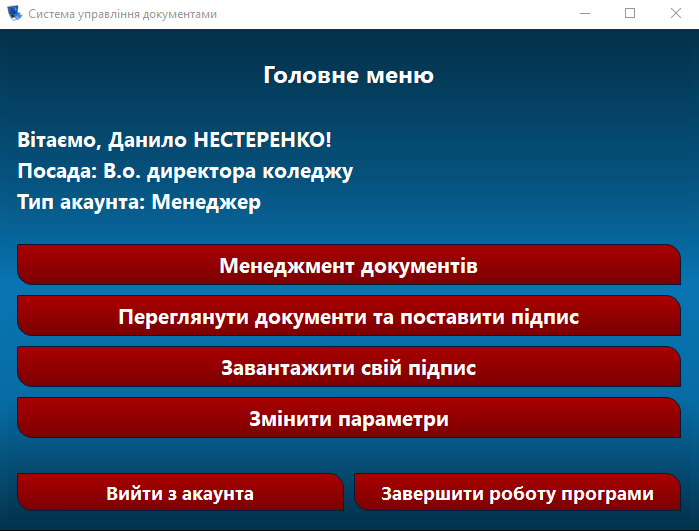 Система управління документами
Головне меню
Вітаємо, Данило НЕСТЕРЕНКО!
Посада: В.о. директора коледжу
Тип акаунта: Менеджер
Менеджмент документів
Переглянути документи та поставити підпис
Завантажити свій підпис
Змінити параметри
Вийти з акаунта
Завершити роботу програми